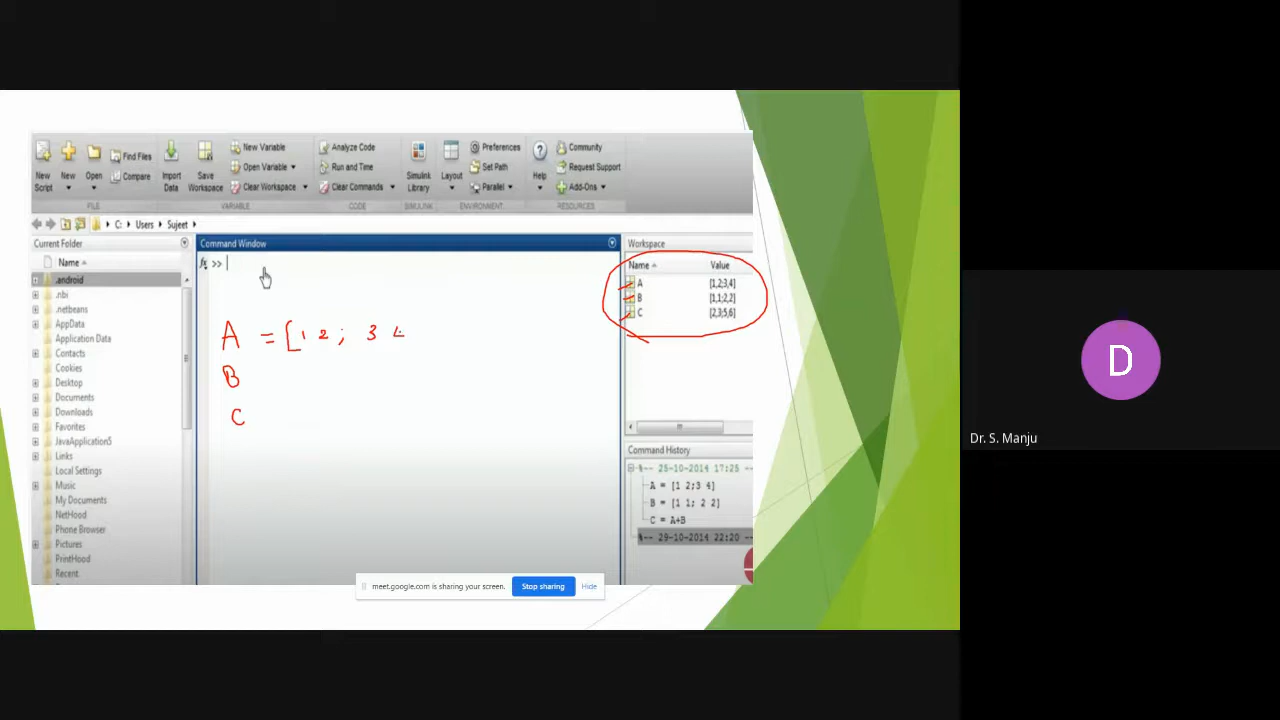 New Variable
Analyze Code
Preferences
Community
Find Files
Open Variable
Run and Time
Set Path
Request Support
New Script
New
Open
Compare
Import Data
Save Workspace
Clear Workspace
Clear Commands
Simulink Library
Layout
Parallel
Help
Add-Ons
FILE
VARIABLE
CODE
SIMULINK
ENVIRONMENT
RESOURCES
C: Users Sujeet
Current Folder
Command Window
Workspace
Name
fx >>
Name Value
A [1,2;3,4]
B [1,1;2,2]
C [2,3;5,6]
.android
.nbi
.netbeans
AppData
Application Data
Contacts
Cookies
Desktop
Documents
Downloads
Favorites
JavaApplication5
Links
Local Settings
Music
My Documents
NetHood
Phone Browser
Pictures
PrintHood
Recent
A = [1 2 ; 3 4
B
C
Command History
%-- 25-10-2014 17:25 --
A = [1 2;3 4]
B = [1 1; 2 2]
C = A+B
%-- 29-10-2014 22:20 --
meet.google.com is sharing your screen.
Stop sharing
Hide
D
Dr. S. Manju